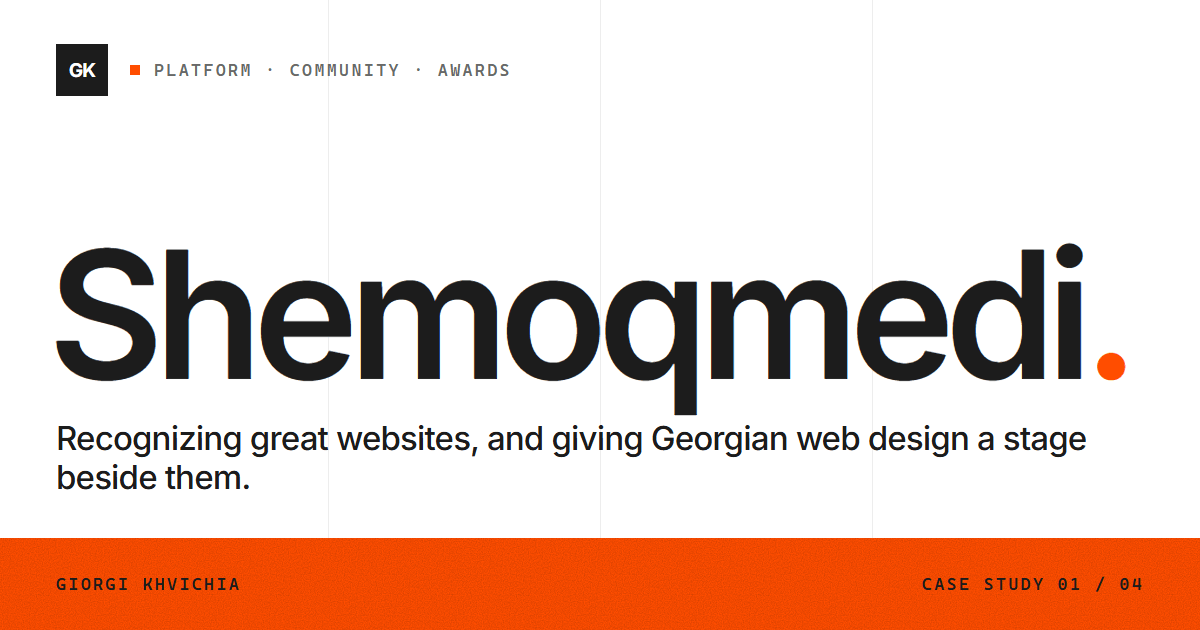 GK
PLATFORM · COMMUNITY · AWARDS
Shemoqmedi.
Recognizing great websites, and giving Georgian web design a stage
beside them.
GIORGI KHVICHIA
CASE STUDY 01 / 04